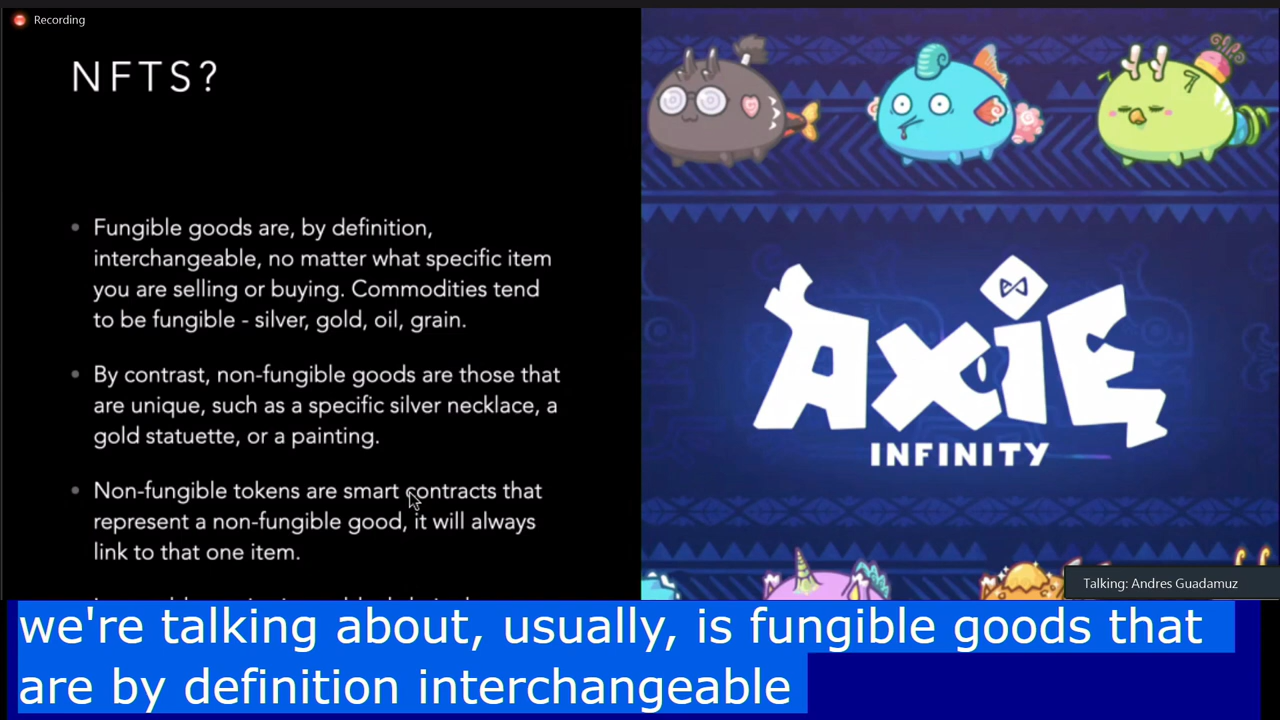 Recording
NFTS?
• Fungible goods are, by definition,
interchangeable, no matter what specific item
you are selling or buying. Commodities tend
to be fungible - silver, gold, oil, grain.
• By contrast, non-fungible goods are those that
are unique, such as a specific silver necklace, a
gold statuette, or a painting.
• Non-fungible tokens are smart contracts that
represent a non-fungible good, it will always
link to that one item.
AXIE
INFINITY
Talking: Andres Guadamuz
we're talking about, usually, is fungible goods that
are by definition interchangeable